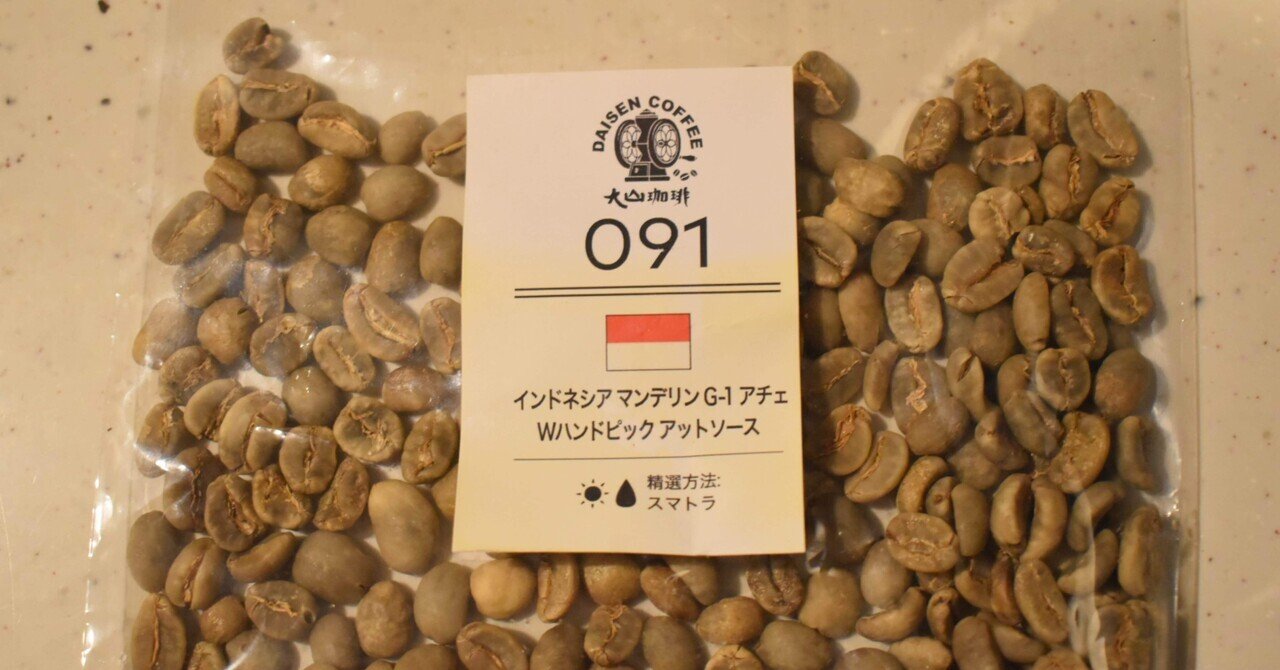 DAISEN COFFEE
大山珈琲
091
インドネシア マンデリン G-1 アチェ
Wハンドピック アットソース
精選方法:
スマトラ